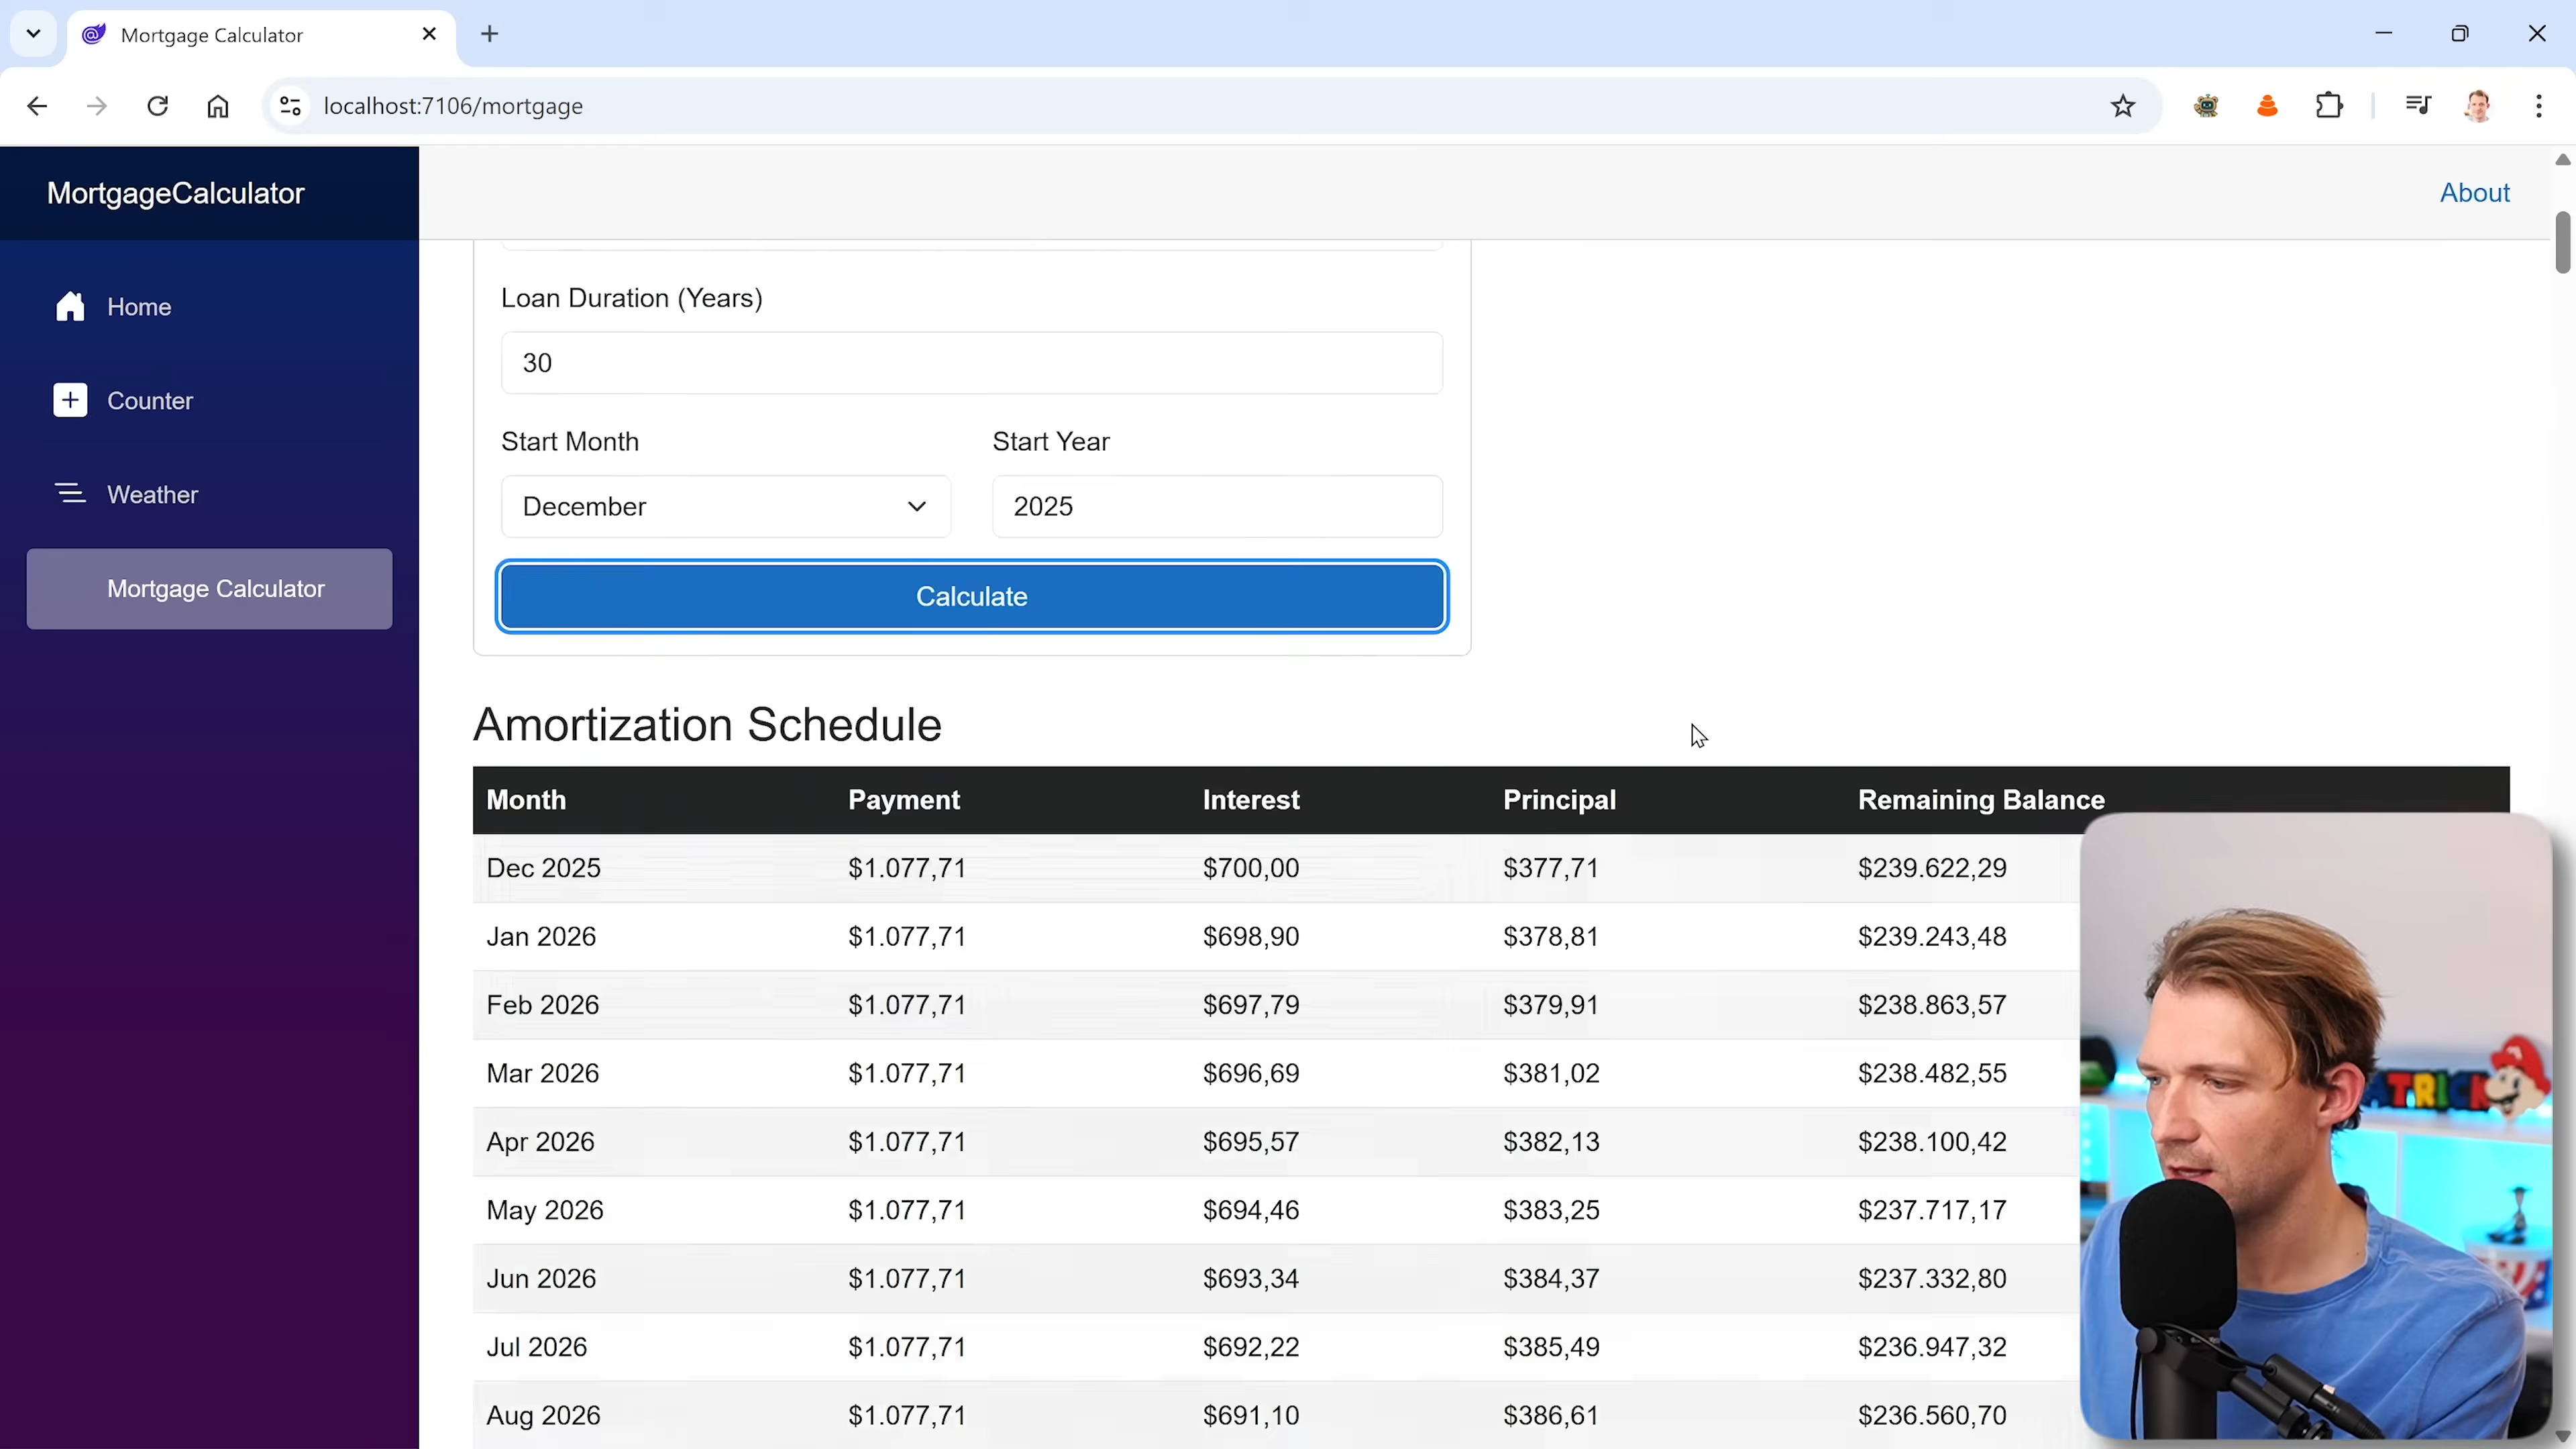 Mortgage Calculator
localhost:7106/mortgage
MortgageCalculator
About
Home
Counter
Weather
Mortgage Calculator
Loan Duration (Years)
30
Start Month Start Year
December 2025
Calculate
Amortization Schedule
Month Payment Interest Principal Remaining Balance
Dec 2025 $1.077,71 $700,00 $377,71 $239.622,29
Jan 2026 $1.077,71 $698,90 $378,81 $239.243,48
Feb 2026 $1.077,71 $697,79 $379,91 $238.863,57
Mar 2026 $1.077,71 $696,69 $381,02 $238.482,55
Apr 2026 $1.077,71 $695,57 $382,13 $238.100,42
May 2026 $1.077,71 $694,46 $383,25 $237.717,17
Jun 2026 $1.077,71 $693,34 $384,37 $237.332,80
Jul 2026 $1.077,71 $692,22 $385,49 $236.947,32
Aug 2026 $1.077,71 $691,10 $386,61 $236.560,70
ATRICK